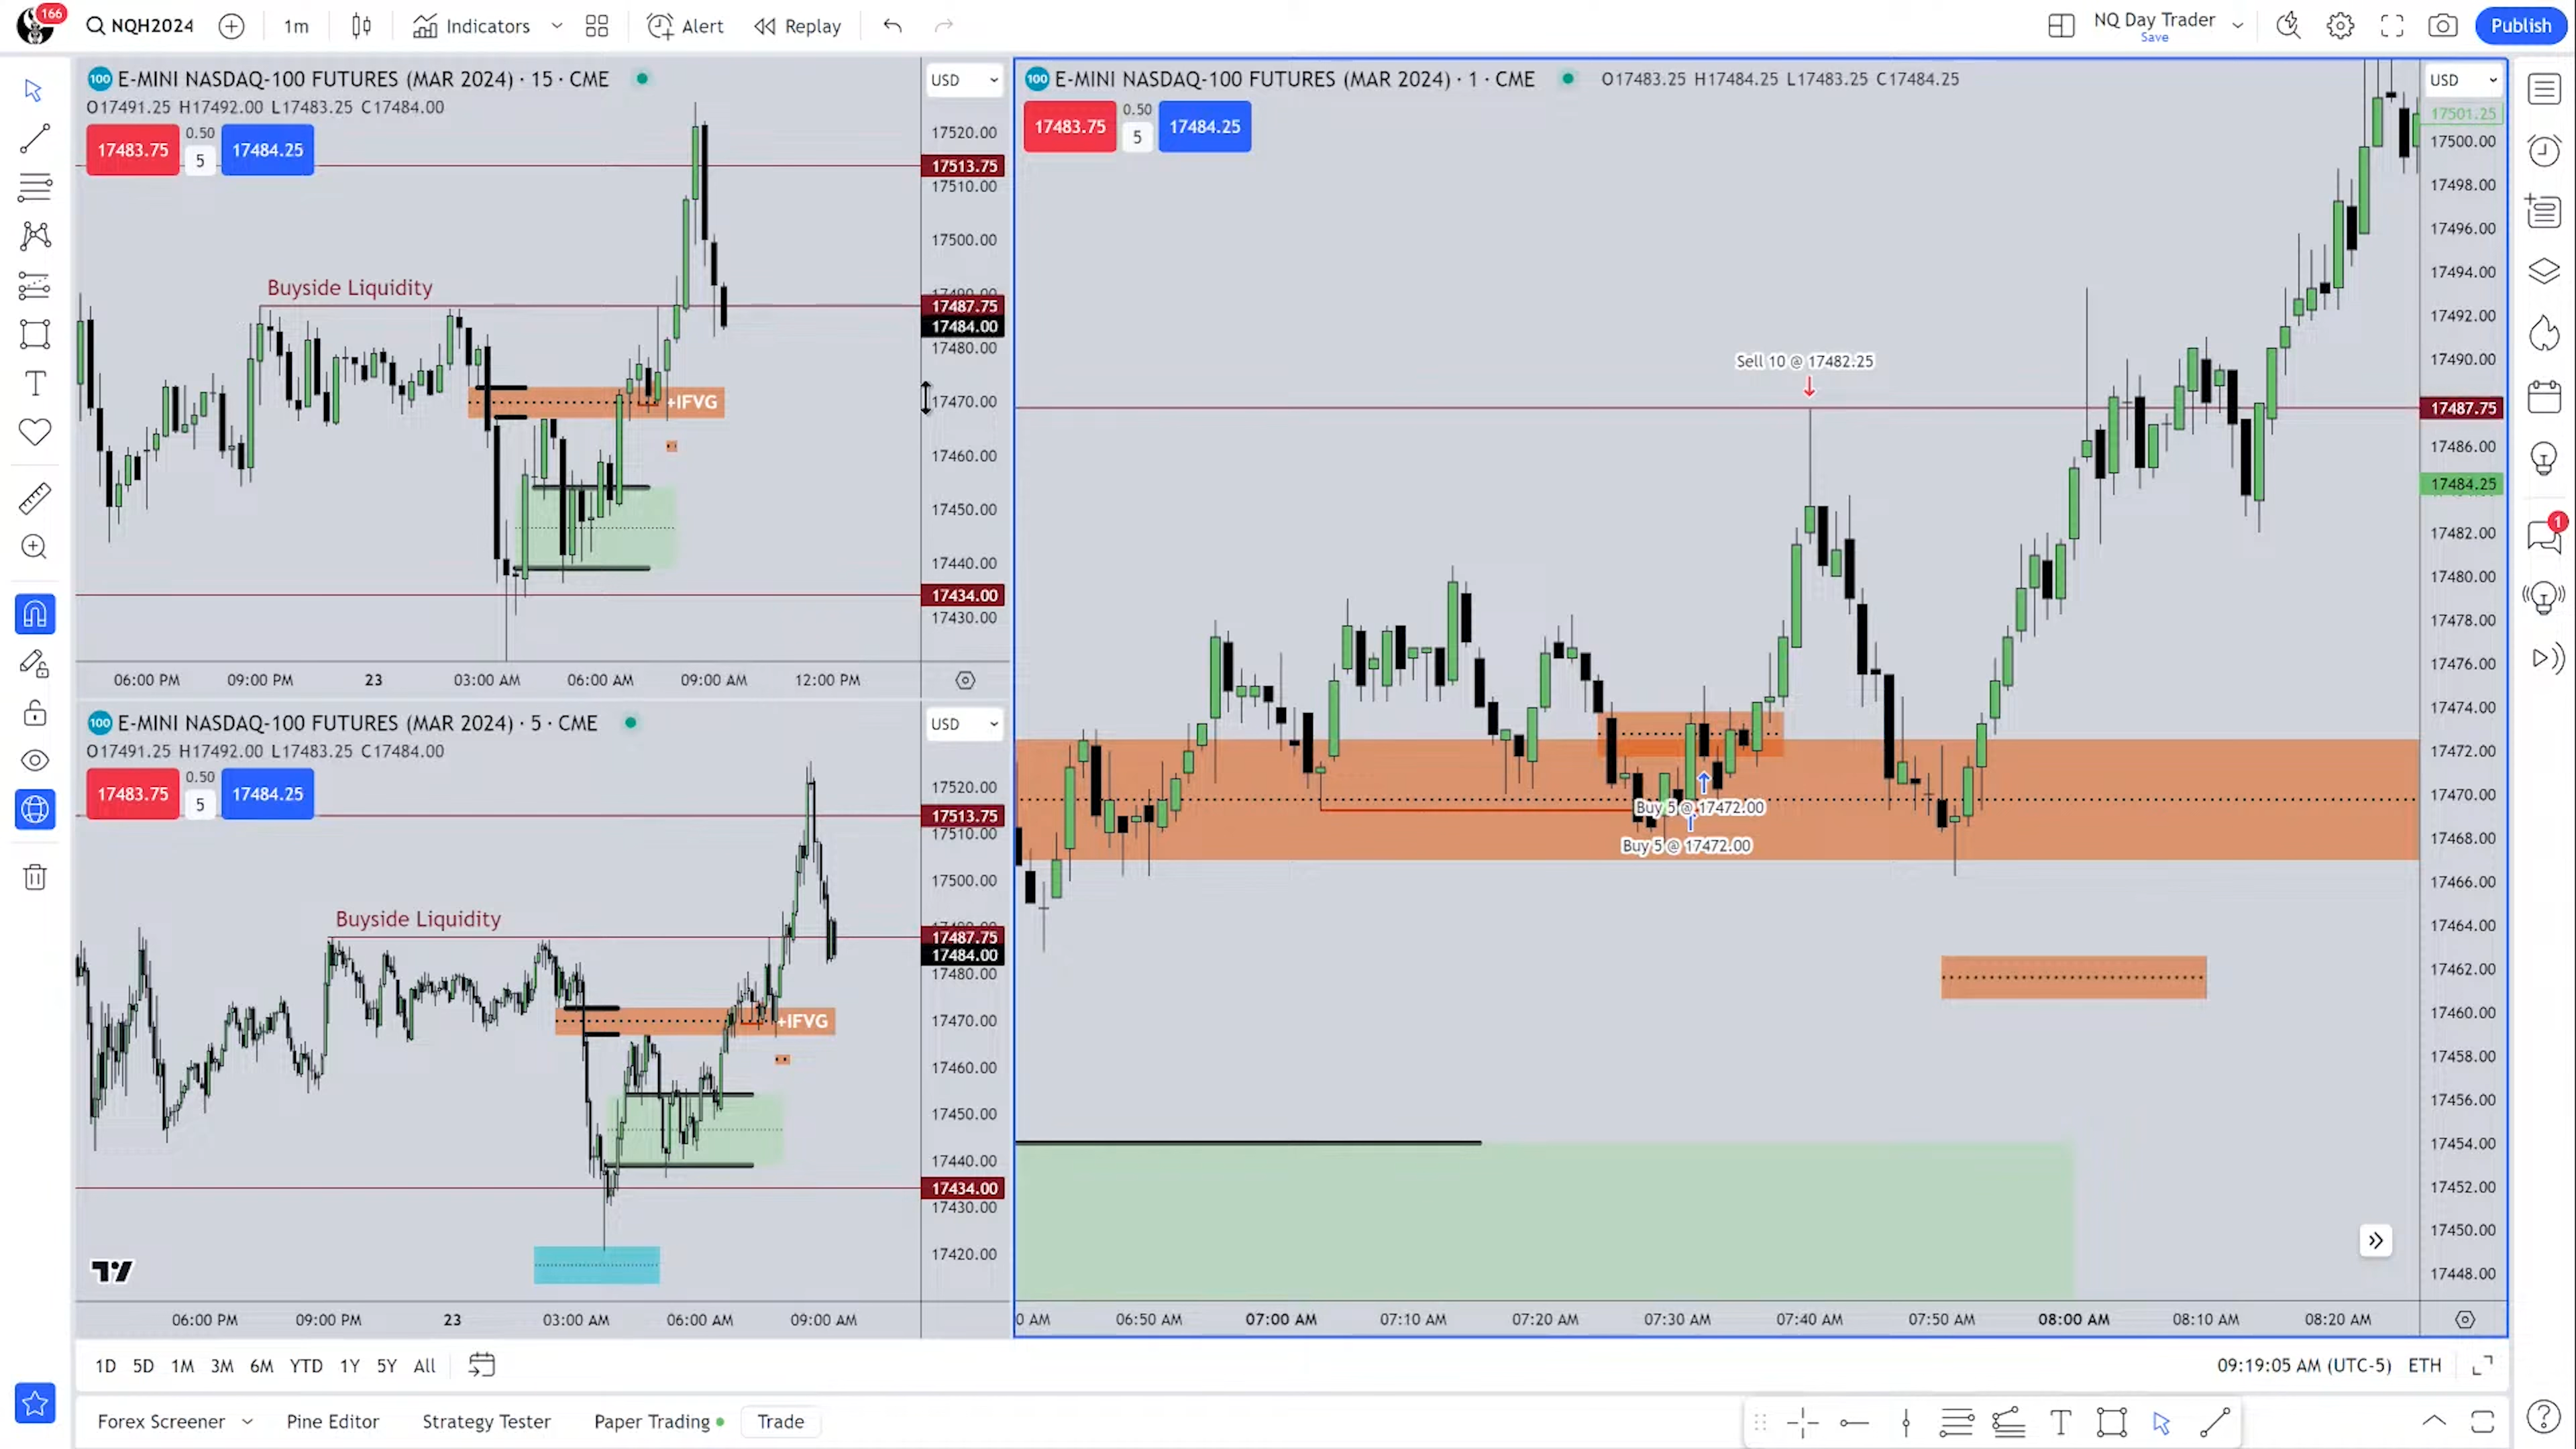 166
NQH2024
1m
Indicators
Alert
Replay
NQ Day Trader
Save
Publish
100 E-MINI NASDAQ-100 FUTURES (MAR 2024) · 15 · CME
USD
O17491.25 H17492.00 L17483.25 C17484.00
17483.75
0.50
5
17484.25
17520.00
17513.75
17510.00
17500.00
Buyside Liquidity
17487.75
17484.00
17480.00
17470.00
+IFVG
17460.00
17450.00
17440.00
17434.00
17430.00
06:00 PM 09:00 PM 23 03:00 AM 06:00 AM 09:00 AM 12:00 PM
100 E-MINI NASDAQ-100 FUTURES (MAR 2024) · 5 · CME
USD
O17491.25 H17492.00 L17483.25 C17484.00
17483.75
0.50
5
17484.25
17520.00
17513.75
17510.00
17500.00
Buyside Liquidity
17487.75
17484.00
17480.00
17470.00
+IFVG
17460.00
17450.00
17440.00
17434.00
17430.00
17420.00
06:00 PM 09:00 PM 23 03:00 AM 06:00 AM 09:00 AM
100 E-MINI NASDAQ-100 FUTURES (MAR 2024) · 1 · CME
O17483.25 H17484.25 L17483.25 C17484.25
USD
17483.75
0.50
5
17484.25
17501.25
17500.00
17498.00
17496.00
17494.00
17492.00
17490.00
Sell 10 @ 17482.25
17487.75
17486.00
17484.25
17482.00
17480.00
17478.00
17476.00
17474.00
17472.00
17470.00
Buy 5 @ 17472.00
17468.00
Buy 5 @ 17472.00
17466.00
17464.00
17462.00
17460.00
17458.00
17456.00
17454.00
17452.00
17450.00
17448.00
0 AM 06:50 AM 07:00 AM 07:10 AM 07:20 AM 07:30 AM 07:40 AM 07:50 AM 08:00 AM 08:10 AM 08:20 AM
1
1D 5D 1M 3M 6M YTD 1Y 5Y All
09:19:05 AM (UTC-5) ETH
Forex Screener
Pine Editor
Strategy Tester
Paper Trading
Trade